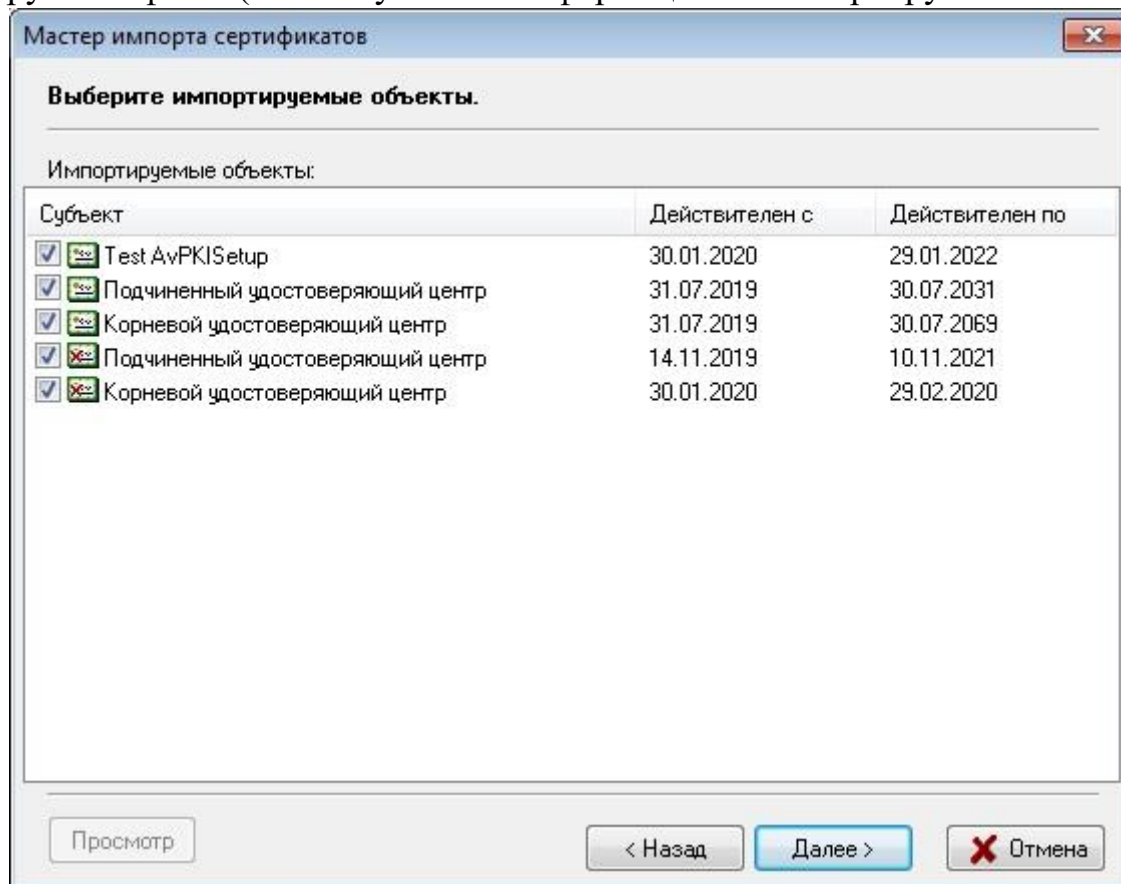 Мастер импорта сертификатов
Выберите импортируемые объекты.
Импортируемые объекты:
Субъект Действителен с Действителен по
Test AvPKISetup 30.01.2020 29.01.2022
Подчиненный удостоверяющий центр 31.07.2019 30.07.2031
Корневой удостоверяющий центр 31.07.2019 30.07.2069
Подчиненный удостоверяющий центр 14.11.2019 10.11.2021
Корневой удостоверяющий центр 30.01.2020 29.02.2020
Просмотр < Назад Далее > Отмена